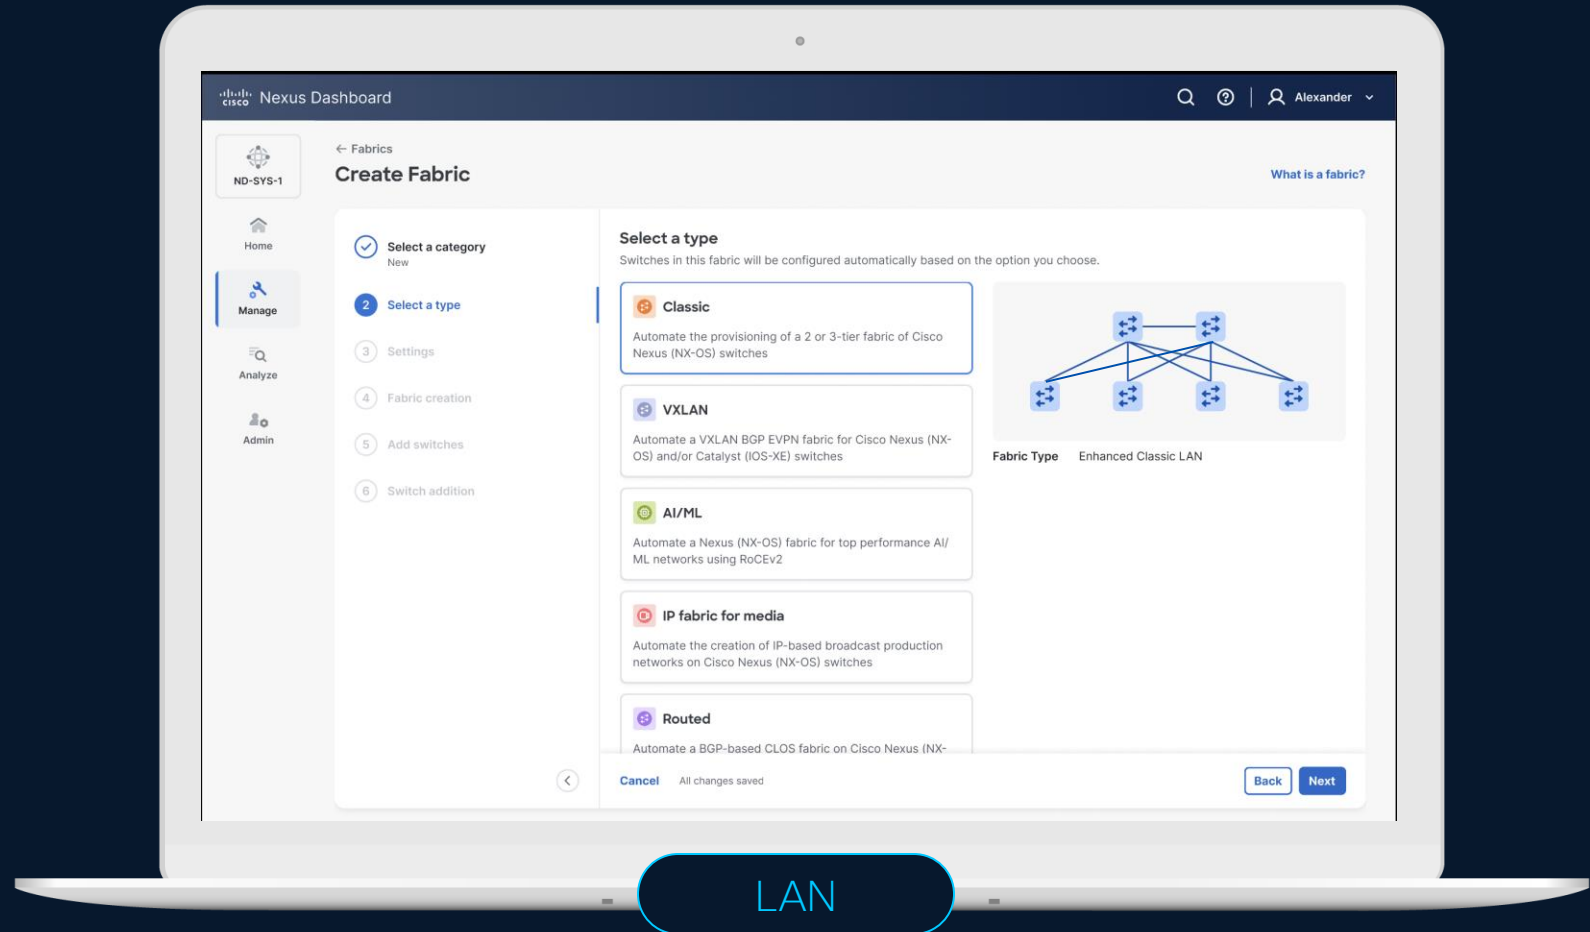 CISCO Nexus Dashboard
Alexander
ND-SYS-1
Home
Manage
Analyze
Admin
Fabrics
Create Fabric
What is a fabric?
Select a category
New
2 Select a type
3 Settings
4 Fabric creation
5 Add switches
6 Switch addition
Select a type
Switches in this fabric will be configured automatically based on the option you choose.
Classic
Automate the provisioning of a 2 or 3-tier fabric of Cisco
Nexus (NX-OS) switches
VXLAN
Automate a VXLAN BGP EVPN fabric for Cisco Nexus (NX-
OS) and/or Catalyst (IOS-XE) switches
AI/ML
Automate a Nexus (NX-OS) fabric for top performance AI/
ML networks using RoCEv2
IP fabric for media
Automate the creation of IP-based broadcast production
networks on Cisco Nexus (NX-OS) switches
Routed
Automate a BGP-based CLOS fabric on Cisco Nexus (NX-
Fabric Type Enhanced Classic LAN
Cancel All changes saved
Back Next
LAN